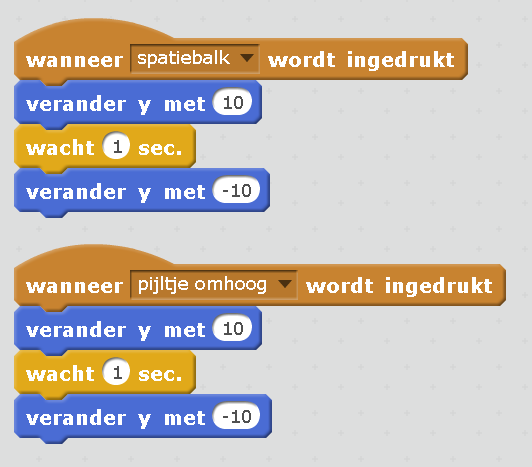 wanneer spatiebalk wordt ingedrukt
verander y met 10
wacht 1 sec.
verander y met -10
wanneer pijltje omhoog wordt ingedrukt
verander y met 10
wacht 1 sec.
verander y met -10